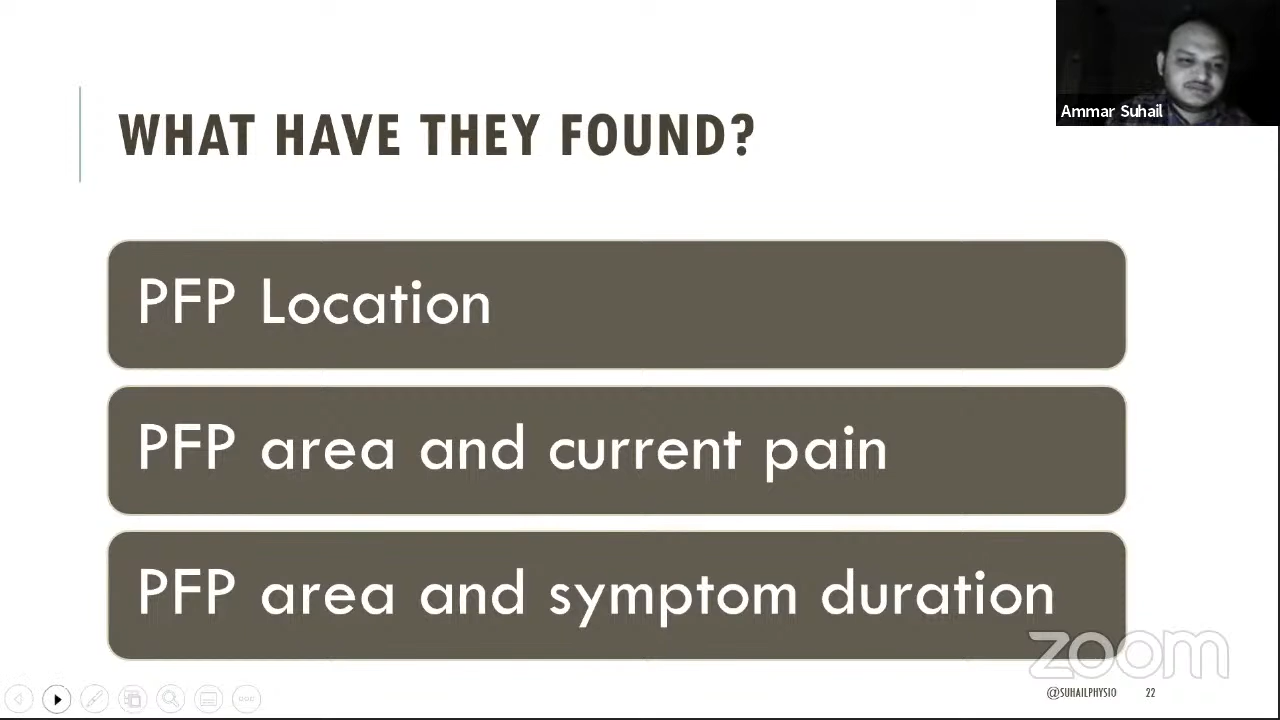 Ammar Suhail
WHAT HAVE THEY FOUND?
PFP Location
PFP area and current pain
PFP area and symptom duration
zoom
@SUHAILPHYSIO 22